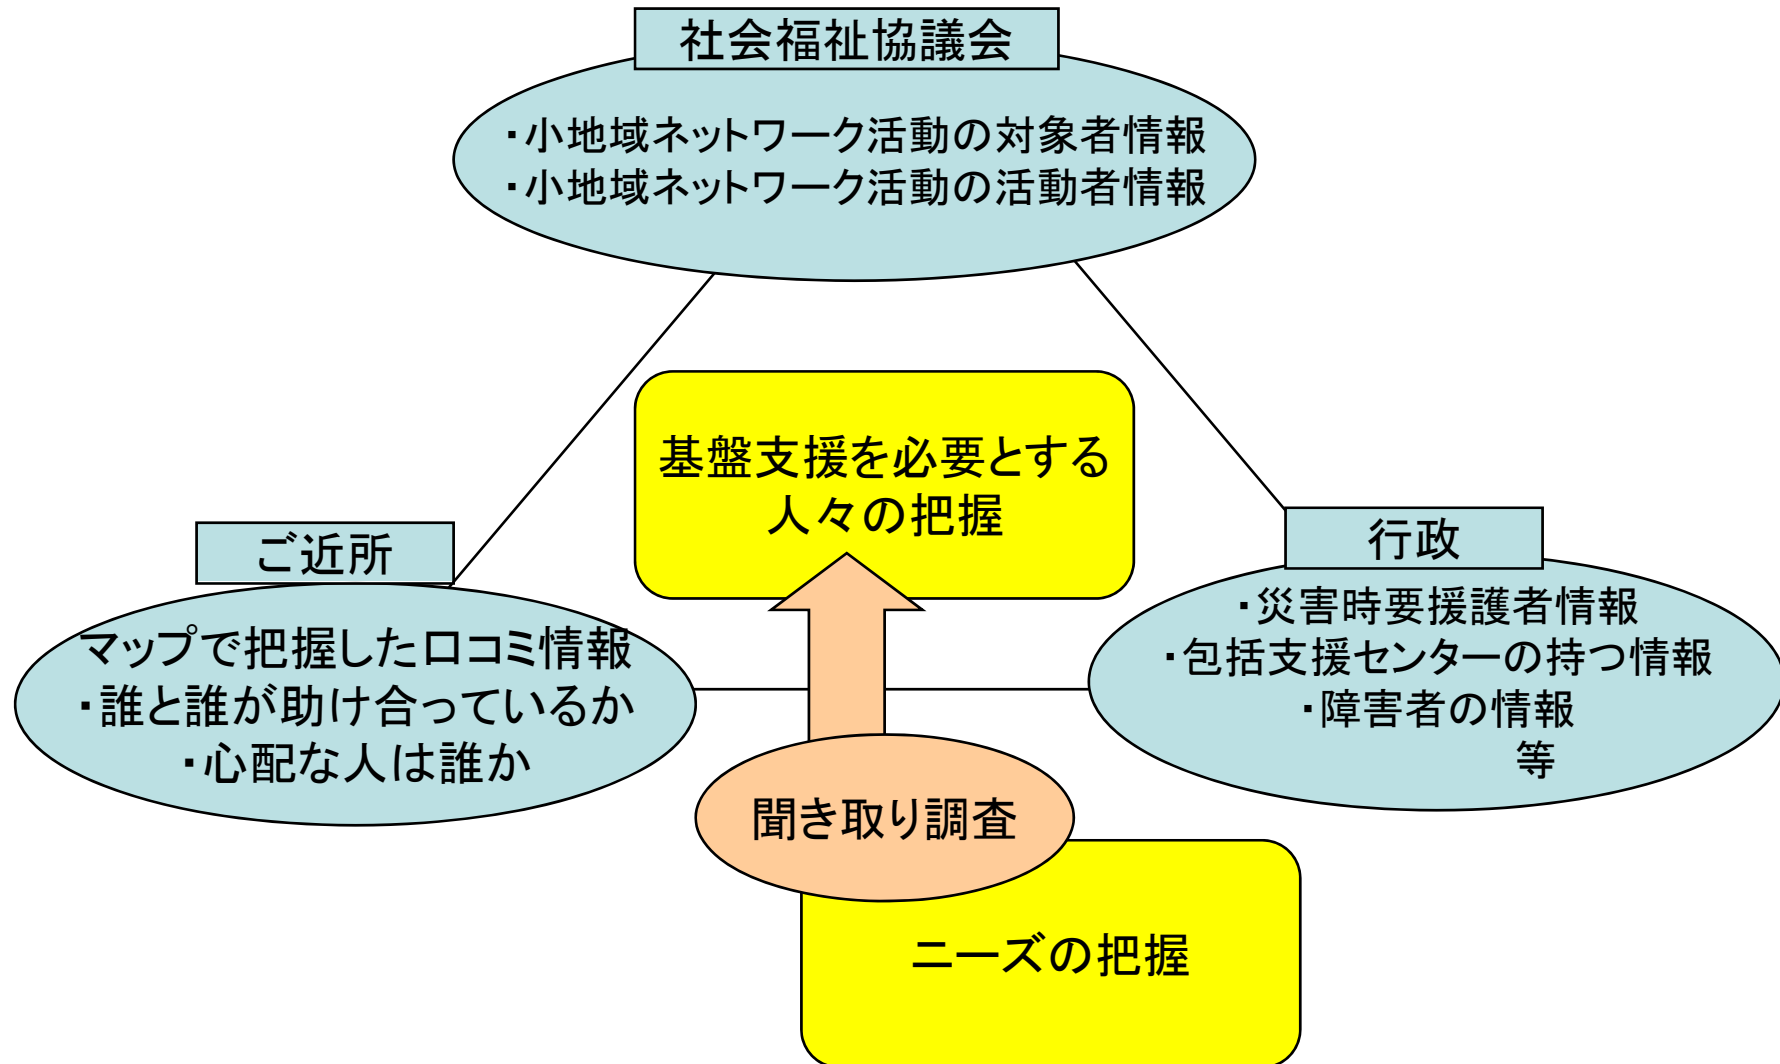 社会福祉協議会
・小地域ネットワーク活動の対象者情報
・小地域ネットワーク活動の活動者情報
基盤支援を必要とする
人々の把握
ご近所
マップで把握した口コミ情報
・誰と誰が助け合っているか
・心配な人は誰か
行政
・災害時要援護者情報
・包括支援センターの持つ情報
・障害者の情報
等
聞き取り調査
ニーズの把握